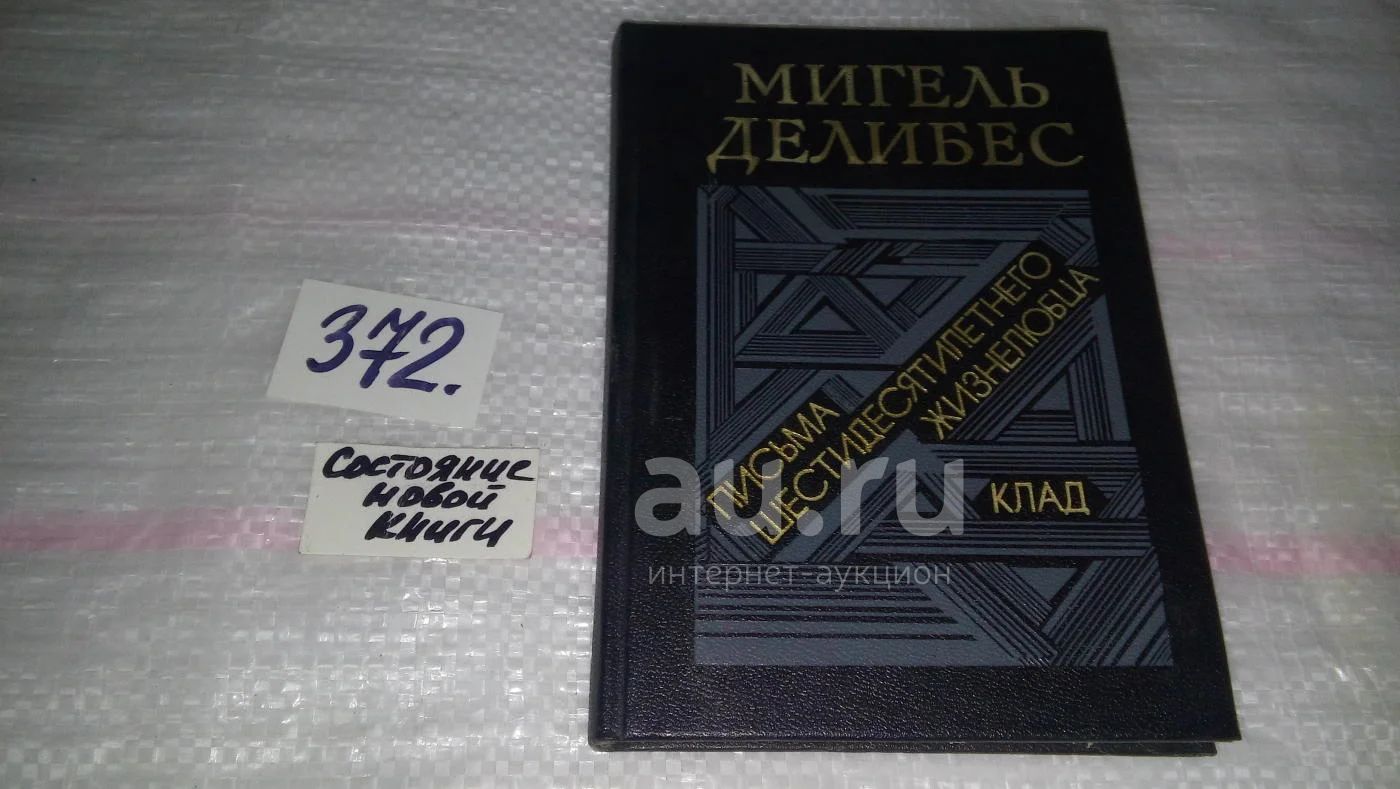 МИГЕЛЬ
ДЕЛИБЕС
ПИСЬМА
ШЕСТИДЕСЯТИЛЕТНЕГО
ЖИЗНЕЛЮБЦА
КЛАД
372.
Состояние
новой
книги
au.ru
интернет-аукцион